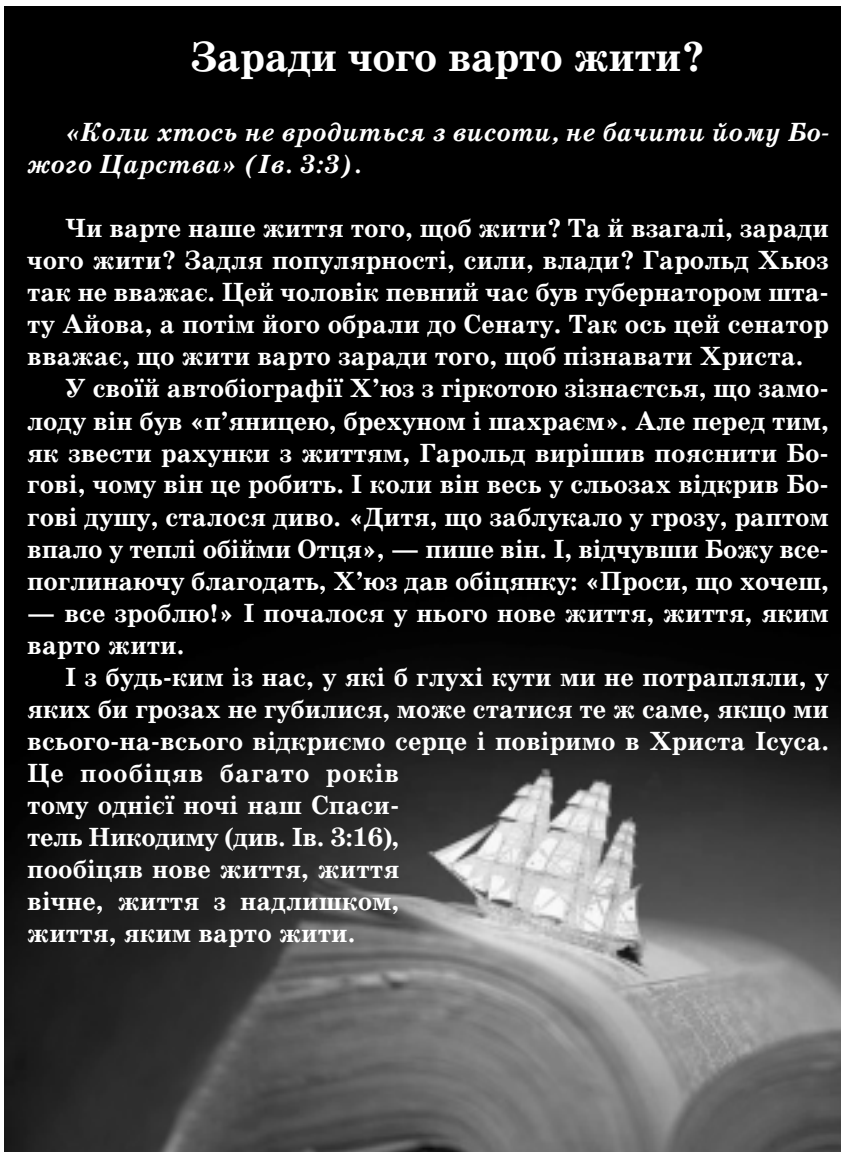 Заради чого варто жити?
«Коли хтось не вродиться з висоти, не бачити йому Бо-
жого Царства» (Ів. 3:3).
Чи варте наше життя того, щоб жити? Та й взагалі, заради
чого жити? Задля популярності, сили, влади? Гарольд Хьюз
так не вважає. Цей чоловік певний час був губернатором шта-
ту Айова, а потім його обрали до Сенату. Так ось цей сенатор
вважає, що жити варто заради того, щоб пізнавати Христа.
У своїй автобіографії Х’юз з гіркотою зізнаєтсья, що замо-
лоду він був «п’яницею, брехуном і шахраєм». Але перед тим,
як звести рахунки з життям, Гарольд вирішив пояснити Бо-
гові, чому він це робить. І коли він весь у сльозах відкрив Бо-
гові душу, сталося диво. «Дитя, що заблукало у грозу, раптом
впало у теплі обійми Отця», — пише він. І, відчувши Божу все-
поглинаючу благодать, Х’юз дав обіцянку: «Проси, що хочеш,
— все зроблю!» І почалося у нього нове життя, життя, яким
варто жити.
І з будь-ким із нас, у які б глухі кути ми не потрапляли, у
яких би грозах не губилися, може статися те ж саме, якщо ми
всього-на-всього відкриємо серце і повіримо в Христа Ісуса.
Це пообіцяв багато років
тому однієї ночі наш Спаси-
тель Никодиму (див. Ів. 3:16),
пообіцяв нове життя, життя
вічне, життя з надлишком,
життя, яким варто жити.